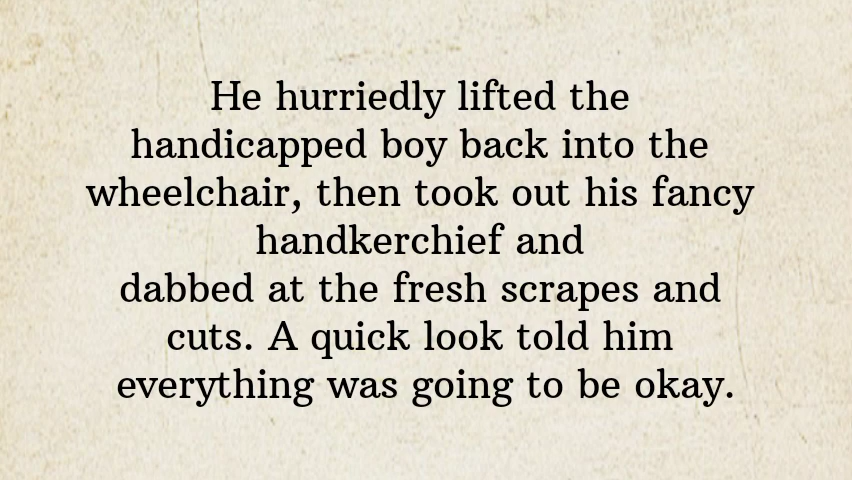 He hurriedly lifted the
handicapped boy back into the
wheelchair, then took out his fancy
handkerchief and
dabbed at the fresh scrapes and
cuts. A quick look told him
everything was going to be okay.